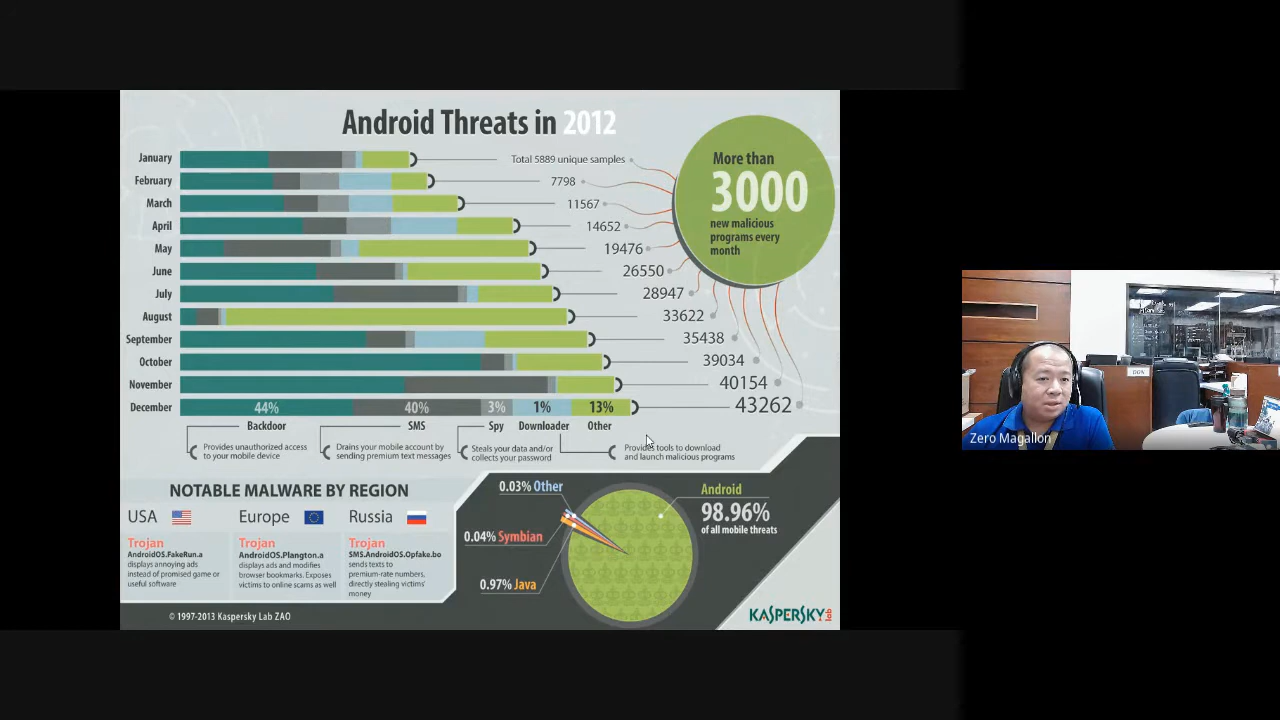 Android Threats in 2012
January
Total 5889 unique samples
February
7798
March
11567
April
14652
May
19476
June
26550
July
28947
August
33622
September
35438
October
39034
November
40154
December
44%
40%
3%
1%
13%
43262
Backdoor
SMS
Spy
Downloader
Other
Provides unauthorized access
to your mobile device
Drains your mobile account by
sending premium text messages
Steals your data and/or
collects your password
Provides tools to download
and launch malicious programs
More than
3000
new malicious
programs every
month
NOTABLE MALWARE BY REGION
USA
Trojan
AndroidOS.FakeRun.a
displays annoying ads
instead of promised game or
useful software
Europe
Trojan
AndroidOS.Plangton.a
displays ads and modifies
browser bookmarks. Exposes
victims to online scams as well
Russia
Trojan
SMS.AndroidOS.Opfake.bo
sends texts to
premium-rate numbers,
directly stealing victims'
money
0.03% Other
0.04% Symbian
0.97% Java
Android
98.96%
of all mobile threats
© 1997-2013 Kaspersky Lab ZAO
KASPERSKY lab
Zero Magallon